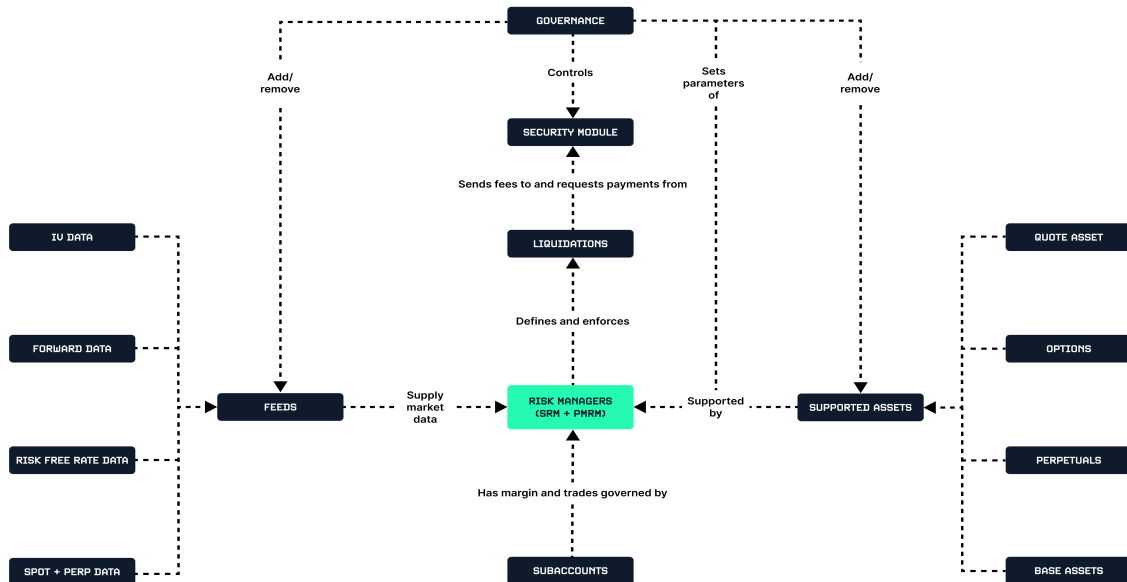 GOVERNANCE
Add/
remove
Controls
Sets
parameters
of
Add/
remove
SECURITY MODULE
Sends fees to and requests payments from
IV DATA
LIQUIDATIONS
QUOTE ASSET
Defines and enforces
FORWARD DATA
OPTIONS
FEEDS
Supply
market
data
RISK MANAGERS
(SRM + PMRM)
Supported
by
SUPPORTED ASSETS
RISK FREE RATE DATA
PERPETUALS
Has margin and trades governed by
SPOT + PERP DATA
SUBACCOUNTS
BASE ASSETS